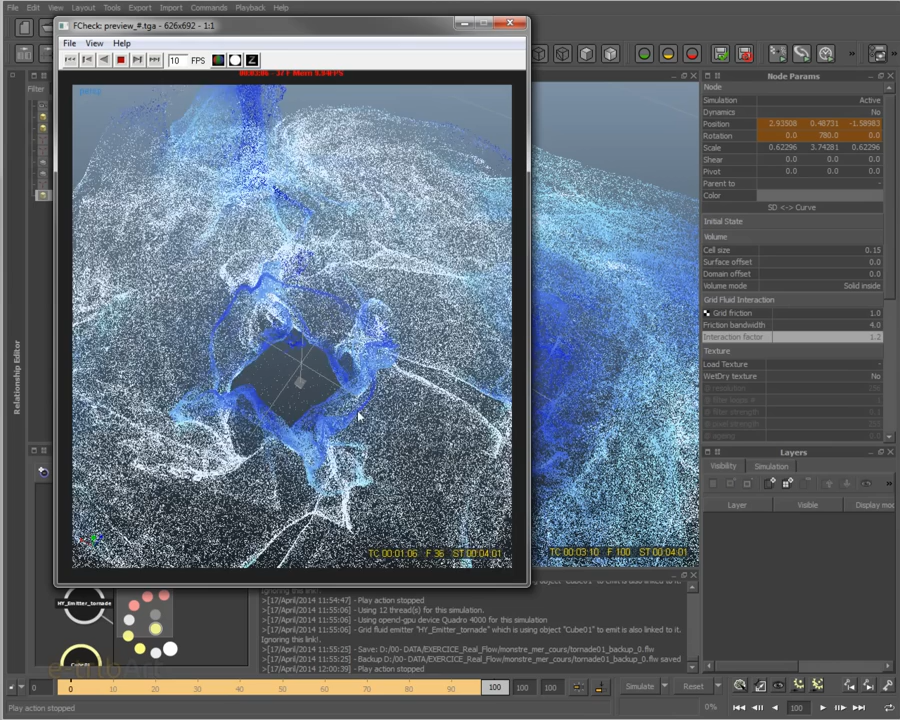 File Edit View Layout Tools Export Import Commands Playback Help
FCheck: preview_#.tga - 626x692 - 1:1
File View Help
10 FPS
Filter
Relationship Editor
TC 00:01:06 F 36 ST 00:04:01
TC 00:03:10 F 100 ST 00:04:01
Node Params
Node
Simulation Active
Dynamics No
Position 2.93508 0.48731 -1.58983
Rotation 0.0 780.0 0.0
Scale 0.62296 3.74281 0.62296
Shear 0.0 0.0 0.0
Pivot 0.0 0.0 0.0
Parent to -
Color
SD <-> Curve
Initial State
Volume
Cell size 0.15
Surface offset 0.0
Domain offset 0.0
Volume mode Solid inside
Grid Fluid Interaction
Grid friction 1.0
Friction bandwidth 4.0
Interaction factor 1.2
Texture
Load Texture -
WetDry texture No
Layers
Visibility Simulation
Layer Visible Display mod
HY_Emitter_tornade
Ignoring this link!.
>[17/April/2014 11:54:47] - Play action stopped
>[17/April/2014 11:55:06] - Using 12 thread(s) for this simulation.
>[17/April/2014 11:55:06] - Using opencl-gpu device Quadro 4000 for this simulation
>[17/April/2014 11:55:06] - Grid fluid emitter "HY_Emitter_tornade" which is using object "Cube01" to emit is also linked to it.
Ignoring this link!.
>[17/April/2014 11:55:25] - Save: D:/00- DATA/EXERCICE_Real_Flow/monstre_mer_cours/tornade01_backup_0.flw
>[17/April/2014 11:55:25] - Backup D:/00- DATA/EXERCICE_Real_Flow/monstre_mer_cours/tornade01_backup_0.flw saved
>[17/April/2014 12:00:39] - Play action stopped
0 0 10 20 30 40 50 60 70 80 90 100 100 100
Simulate Reset
Play action stopped
0% 100